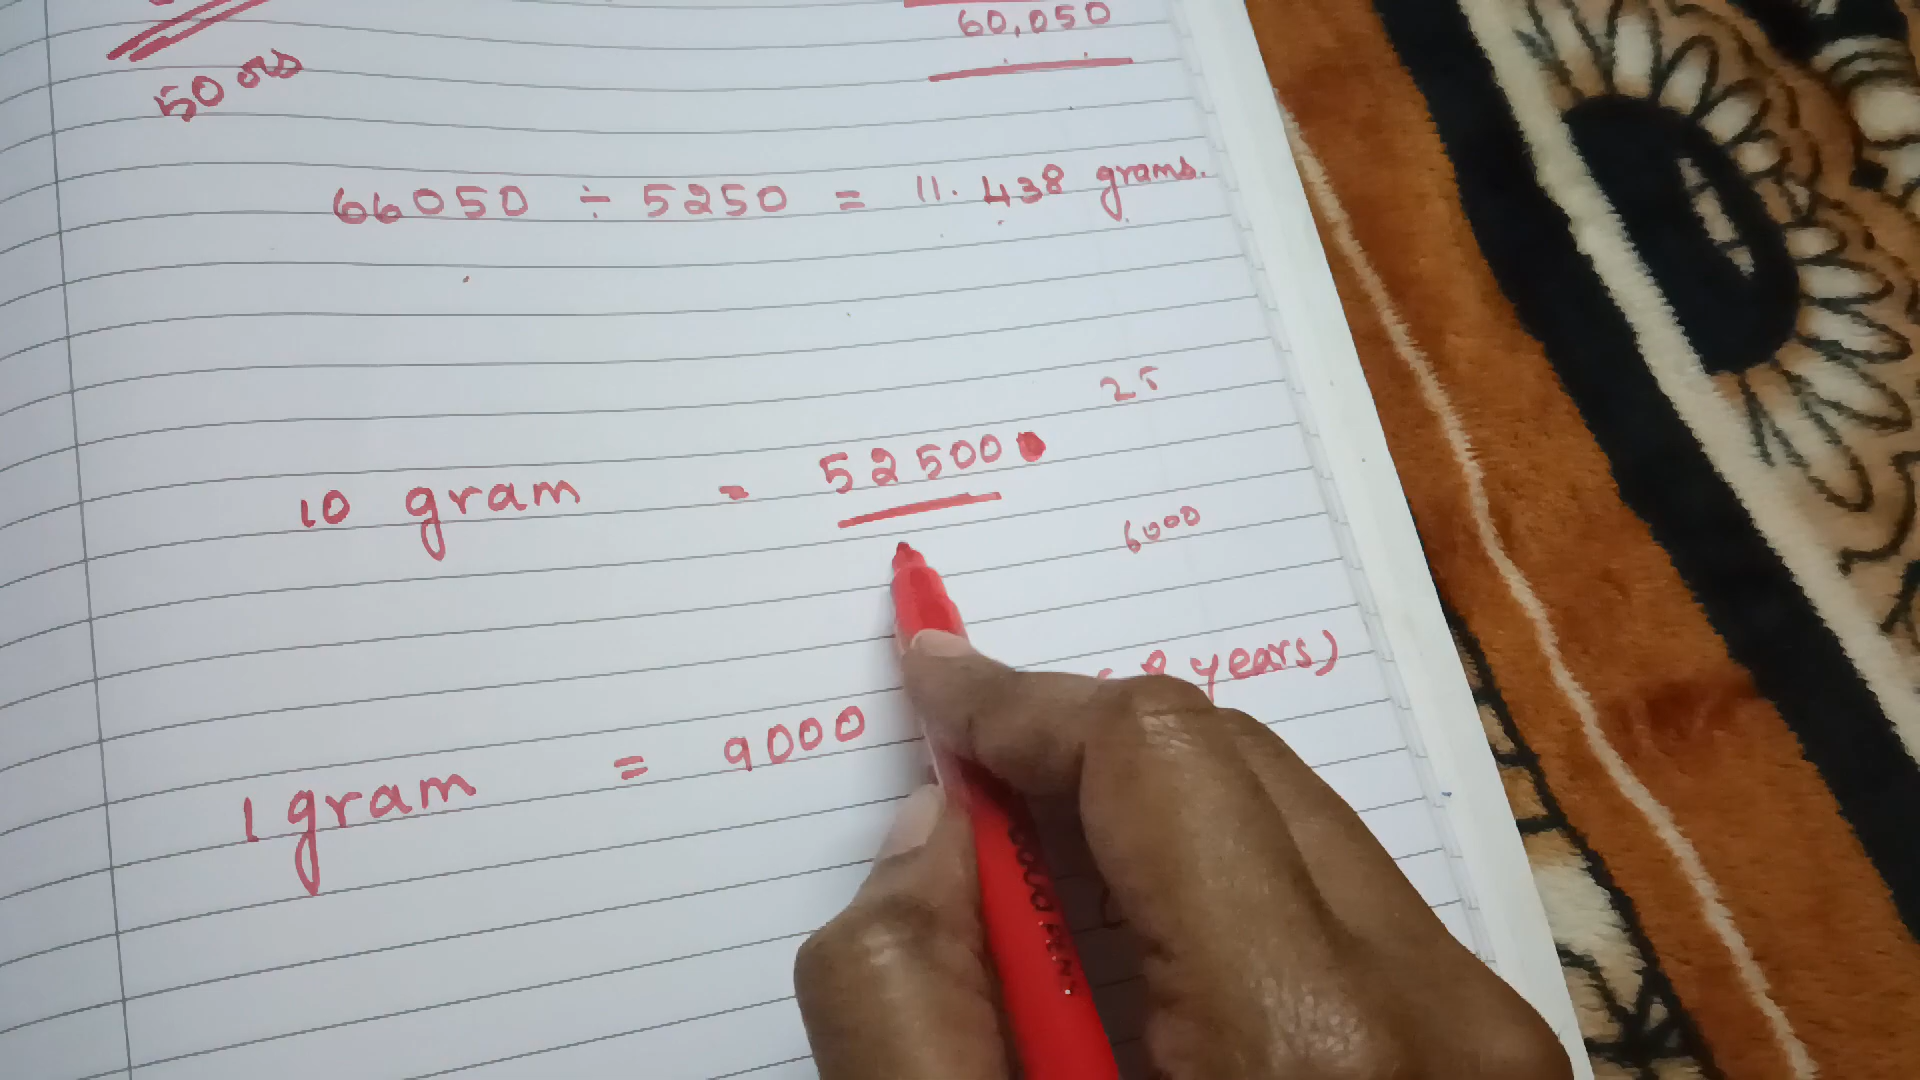 60,050
50
66050 ÷ 5250 = 11.438 grams.
25
10 gram = 52500
6000
years)
1 gram = 9000